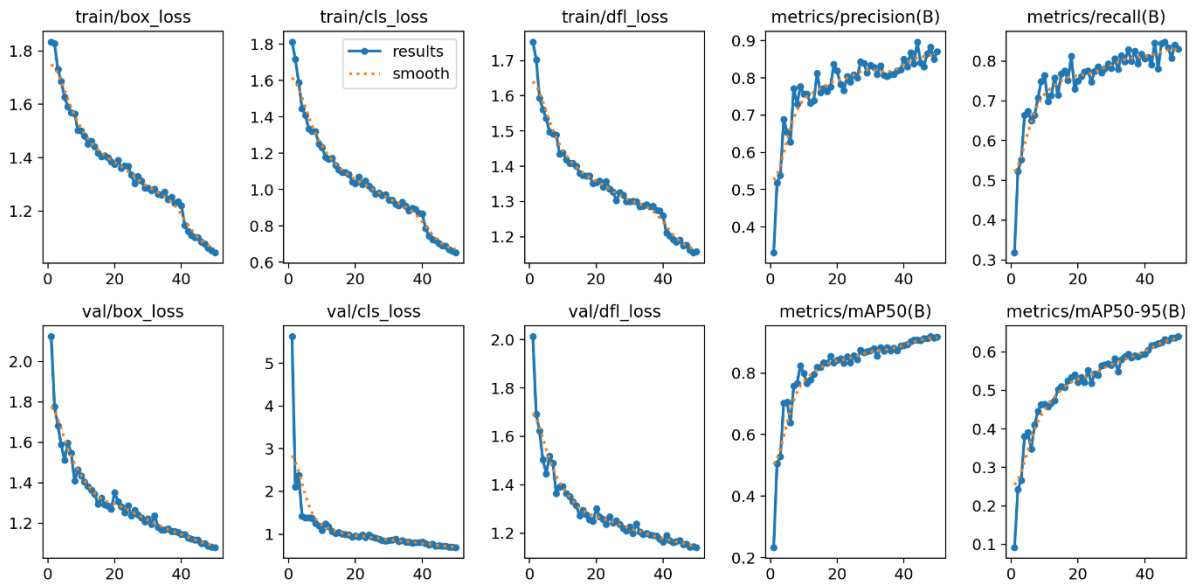 train/box_loss
train/cls_loss
train/dfl_loss
metrics/precision(B)
metrics/recall(B)
1.8
1.6
1.4
1.2
0 20 40
1.8
1.6
1.4
1.2
1.0
0.8
0.6
0 20 40
results
smooth
1.7
1.6
1.5
1.4
1.3
1.2
0 20 40
0.9
0.8
0.7
0.6
0.5
0.4
0 20 40
0.8
0.7
0.6
0.5
0.4
0.3
0 20 40
val/box_loss
val/cls_loss
val/dfl_loss
metrics/mAP50(B)
metrics/mAP50-95(B)
2.0
1.8
1.6
1.4
1.2
0 20 40
5
4
3
2
1
0 20 40
2.0
1.8
1.6
1.4
1.2
0 20 40
0.8
0.6
0.4
0.2
0 20 40
0.6
0.5
0.4
0.3
0.2
0.1
0 20 40